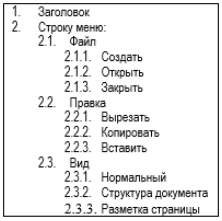 1. Заголовок
2. Строку меню:
2.1. Файл
2.1.1. Создать
2.1.2. Открыть
2.1.3. Закрыть
2.2. Правка
2.2.1. Вырезать
2.2.2. Копировать
2.2.3. Вставить
2.3. Вид
2.3.1. Нормальный
2.3.2. Структура документа
2.3.3. Разметка страницы